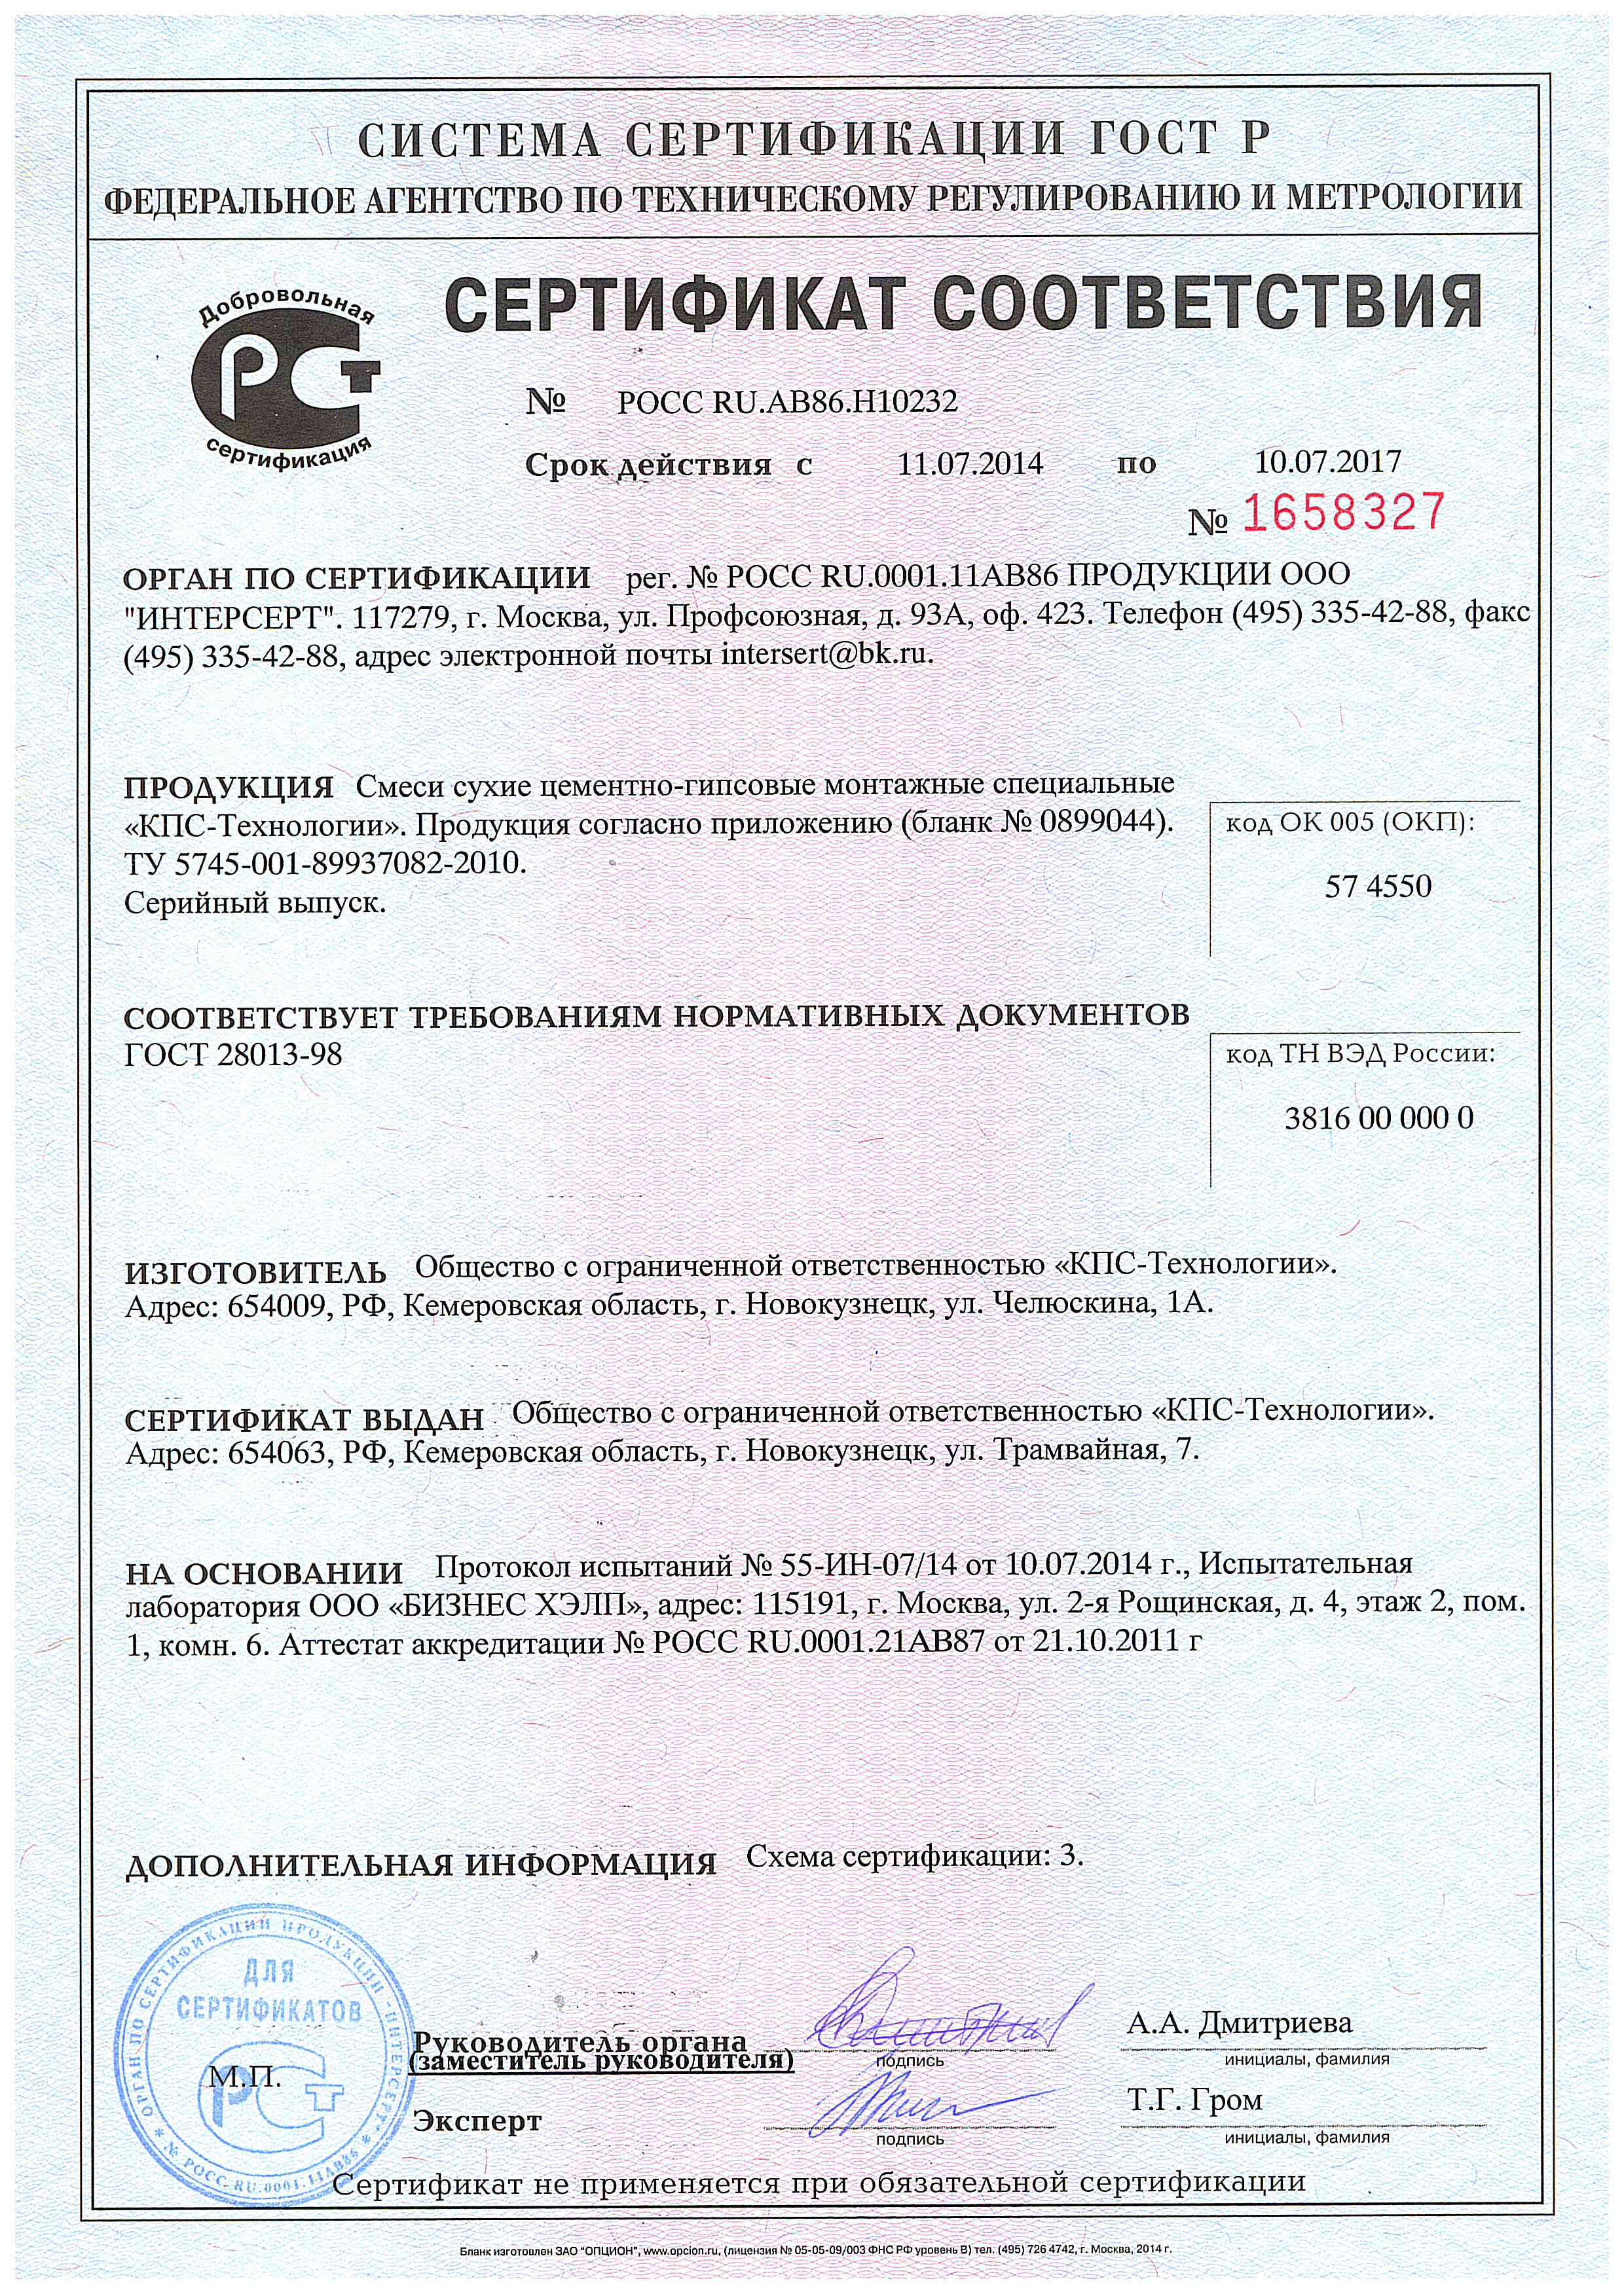 СИСТЕМА СЕРТИФИКАЦИИ ГОСТ Р
ФЕДЕРАЛЬНОЕ АГЕНТСТВО ПО ТЕХНИЧЕСКОМУ РЕГУЛИРОВАНИЮ И МЕТРОЛОГИИ
Добровольная
РСТ
сертификация
СЕРТИФИКАТ СООТВЕТСТВИЯ
№ РОСС RU.АВ86.Н10232
Срок действия с 11.07.2014 по 10.07.2017
№ 1658327
ОРГАН ПО СЕРТИФИКАЦИИ рег. № РОСС RU.0001.11АВ86 ПРОДУКЦИИ ООО
"ИНТЕРСЕРТ". 117279, г. Москва, ул. Профсоюзная, д. 93А, оф. 423. Телефон (495) 335-42-88, факс
(495) 335-42-88, адрес электронной почты intersert@bk.ru.
ПРОДУКЦИЯ Смеси сухие цементно-гипсовые монтажные специальные
«КПС-Технологии». Продукция согласно приложению (бланк № 0899044).
ТУ 5745-001-89937082-2010.
Серийный выпуск.
код ОК 005 (ОКП):
57 4550
СООТВЕТСТВУЕТ ТРЕБОВАНИЯМ НОРМАТИВНЫХ ДОКУМЕНТОВ
ГОСТ 28013-98
код ТН ВЭД России:
3816 00 000 0
ИЗГОТОВИТЕЛЬ Общество с ограниченной ответственностью «КПС-Технологии».
Адрес: 654009, РФ, Кемеровская область, г. Новокузнецк, ул. Челюскина, 1А.
СЕРТИФИКАТ ВЫДАН Общество с ограниченной ответственностью «КПС-Технологии».
Адрес: 654063, РФ, Кемеровская область, г. Новокузнецк, ул. Трамвайная, 7.
НА ОСНОВАНИИ Протокол испытаний № 55-ИН-07/14 от 10.07.2014 г., Испытательная
лаборатория ООО «БИЗНЕС ХЭЛП», адрес: 115191, г. Москва, ул. 2-я Рощинская, д. 4, этаж 2, пом.
1, комн. 6. Аттестат аккредитации № РОСС RU.0001.21АВ87 от 21.10.2011 г
ДОПОЛНИТЕЛЬНАЯ ИНФОРМАЦИЯ Схема сертификации: 3.
ОРГАН ПО СЕРТИФИКАЦИИ ПРОДУКЦИИ "ИНТЕРСЕРТ" * № РОСС RU.0001.11АВ86 *
ДЛЯ
СЕРТИФИКАТОВ
РСТ
М.П.
Руководитель органа
(заместитель руководителя)
подпись
А.А. Дмитриева
инициалы, фамилия
Эксперт
подпись
Т.Г. Гром
инициалы, фамилия
Сертификат не применяется при обязательной сертификации
Бланк изготовлен ЗАО "ОПЦИОН", www.opcion.ru, (лицензия № 05-05-09/003 ФНС РФ уровень В) тел. (495) 726 4742, г. Москва, 2014 г.